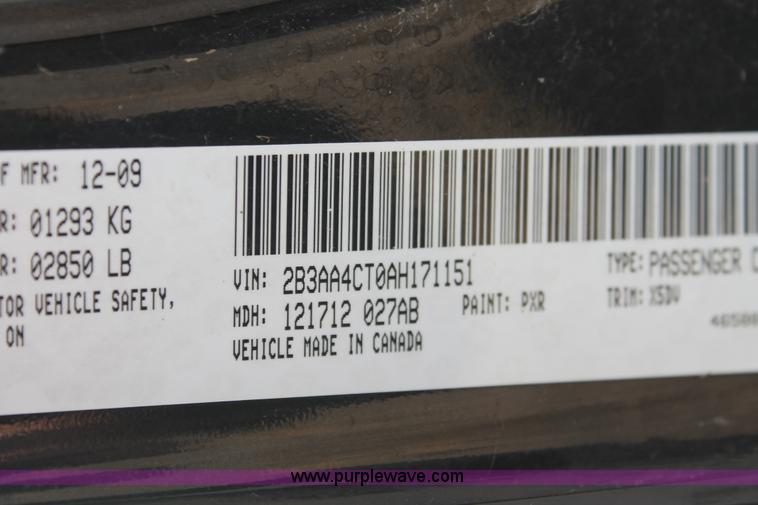 F MFR: 12-09
R: 01293 KG
R: 02850 LB
TOR VEHICLE SAFETY,
ON
VIN: 2B3AA4CT0AH171151
MDH: 121712 027AB PAINT: PXR
VEHICLE MADE IN CANADA
TYPE: PASSENGER C
TRIM: X5DV
46508
www.purplewave.com